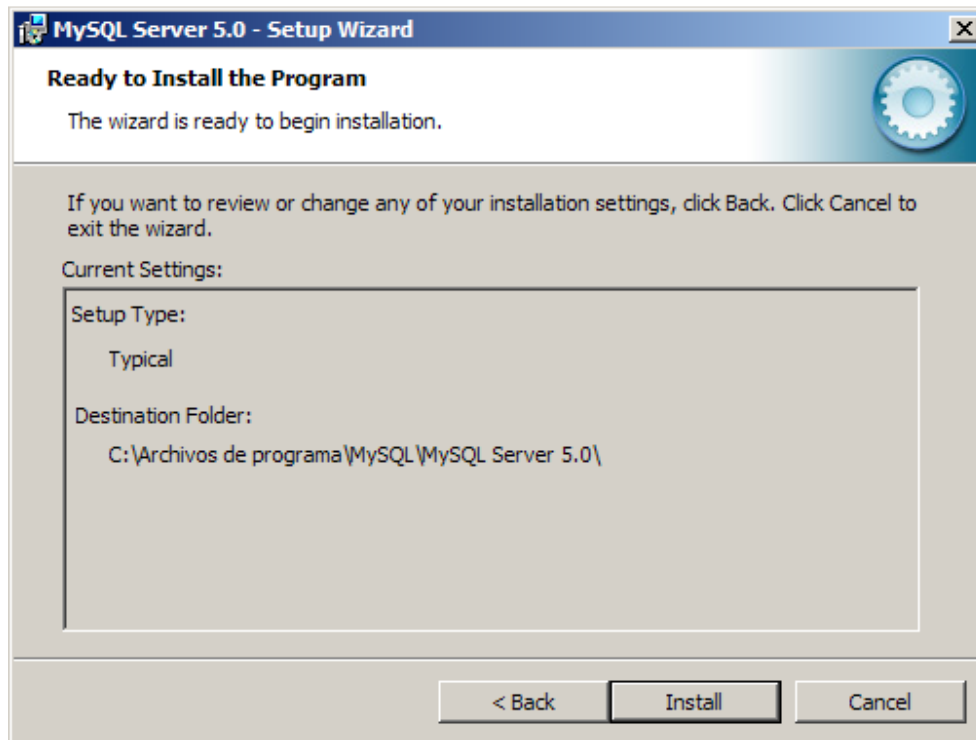 MySQL Server 5.0 - Setup Wizard
Ready to Install the Program
The wizard is ready to begin installation.
If you want to review or change any of your installation settings, click Back. Click Cancel to
exit the wizard.
Current Settings:
Setup Type:
Typical
Destination Folder:
C:\Archivos de programa\MySQL\MySQL Server 5.0\
< Back Install Cancel